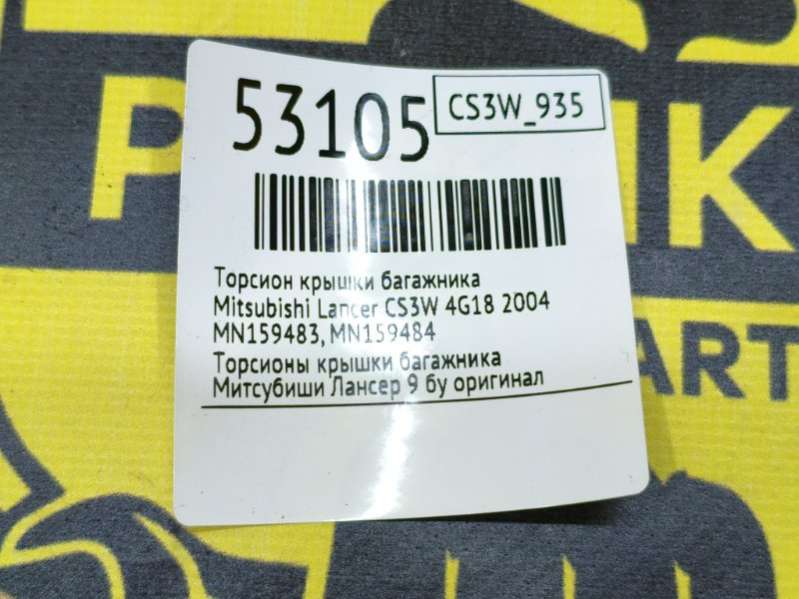 53105
CS3W_935
Торсион крышки багажника
Mitsubishi Lancer CS3W 4G18 2004
MN159483, MN159484
Торсионы крышки багажника
Митсубиши Лансер 9 бу оригинал